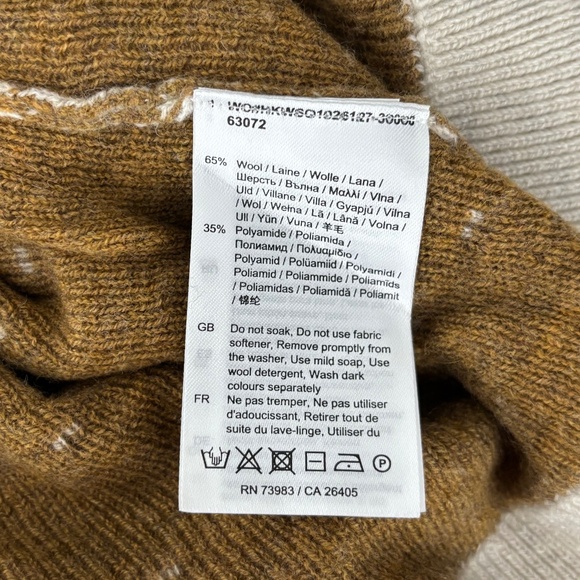 63072
65% Wool / Laine / Wolle / Lana /
Шерсть / Вълна / Μαλλί / Vlna /
Uld / Villane / Villa / Gyapjú / Vilna
/ Wol / Wełna / Lã / Lână / Volna /
Ull / Yün / Vuna / 羊毛
35% Polyamide / Poliamida /
Полиамид / Πολυαμίδιο /
Polyamid / Polüamiid / Polyamidi /
Poliamid / Poliammide / Poliamīds
/ Poliamidas / Poliamidă / Poliamit
/ 锦纶
GB Do not soak, Do not use fabric
softener, Remove promptly from
the washer, Use mild soap, Use
wool detergent, Wash dark
colours separately
FR Ne pas tremper, Ne pas utiliser
d'adoucissant, Retirer tout de
suite du lave-linge, Utiliser du
P
RN 73983 / CA 26405